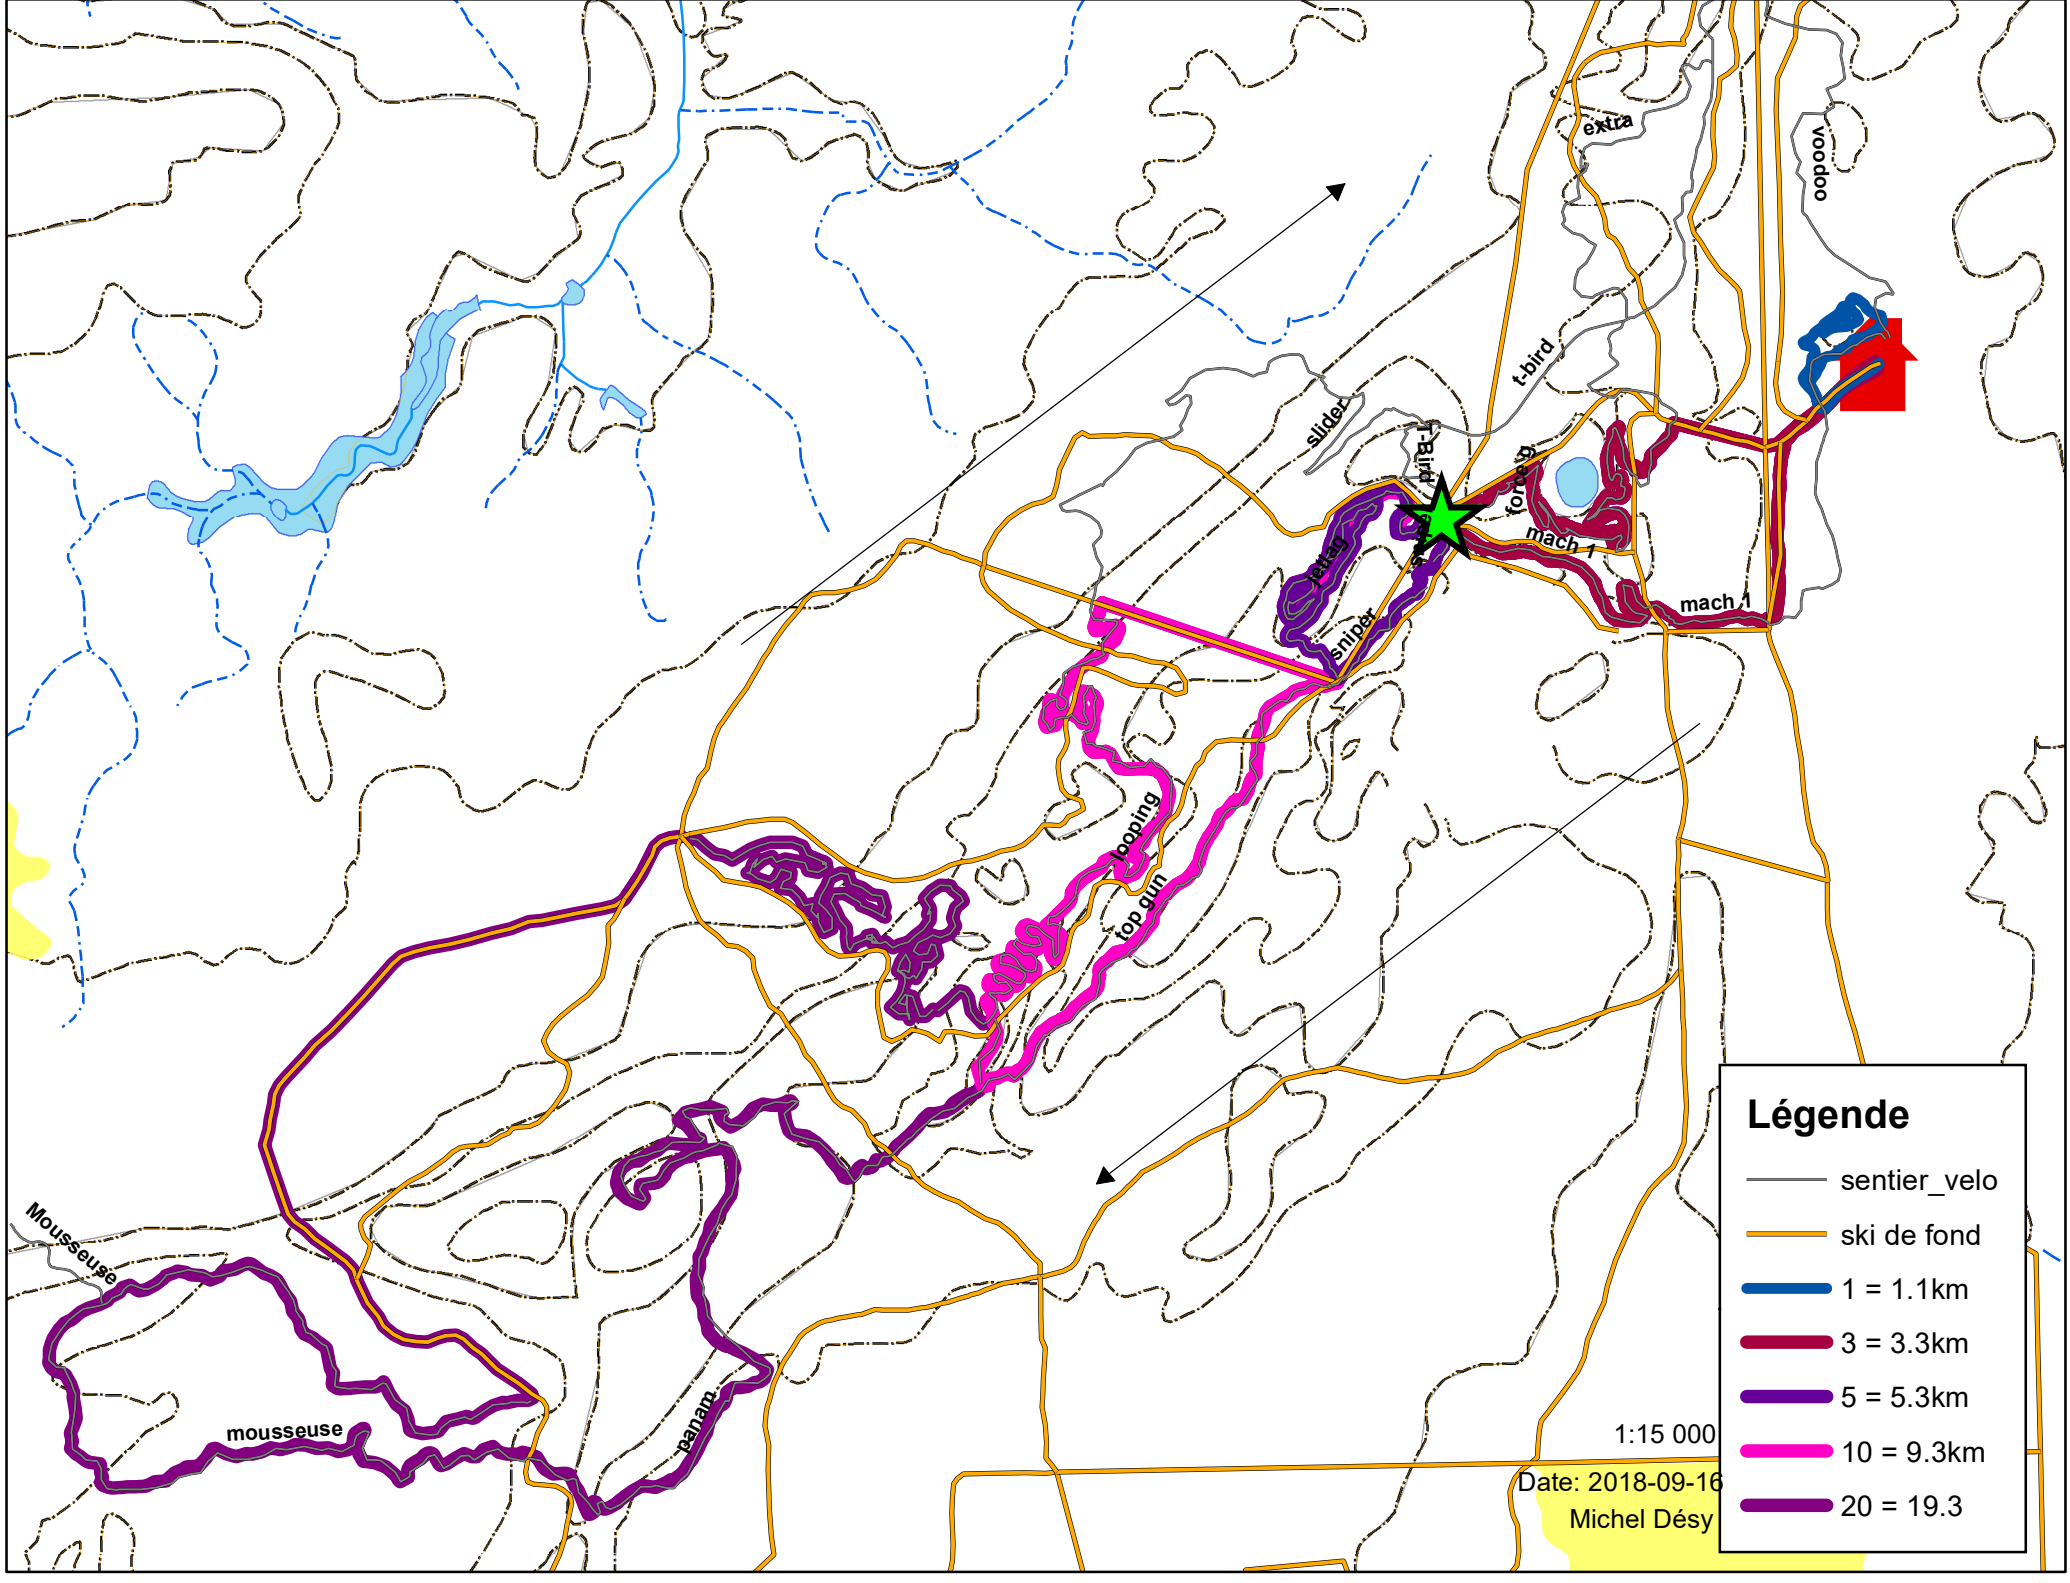 extra
voodoo
t-bird
slider
T-Bird
force g
mach 1
jetlag
sniper
mach 1
looping
top gun
Mousseuse
mousseuse
panam
Légende
sentier_velo
ski de fond
1 = 1.1km
3 = 3.3km
5 = 5.3km
10 = 9.3km
20 = 19.3
1:15 000
Date: 2018-09-16
Michel Désy